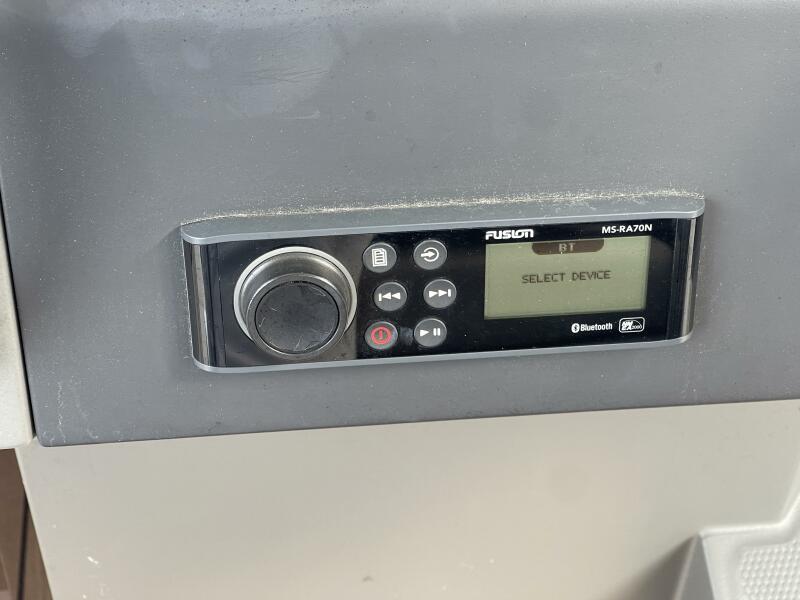 FUSION
MS-RA70N
BT
SELECT DEVICE
Bluetooth